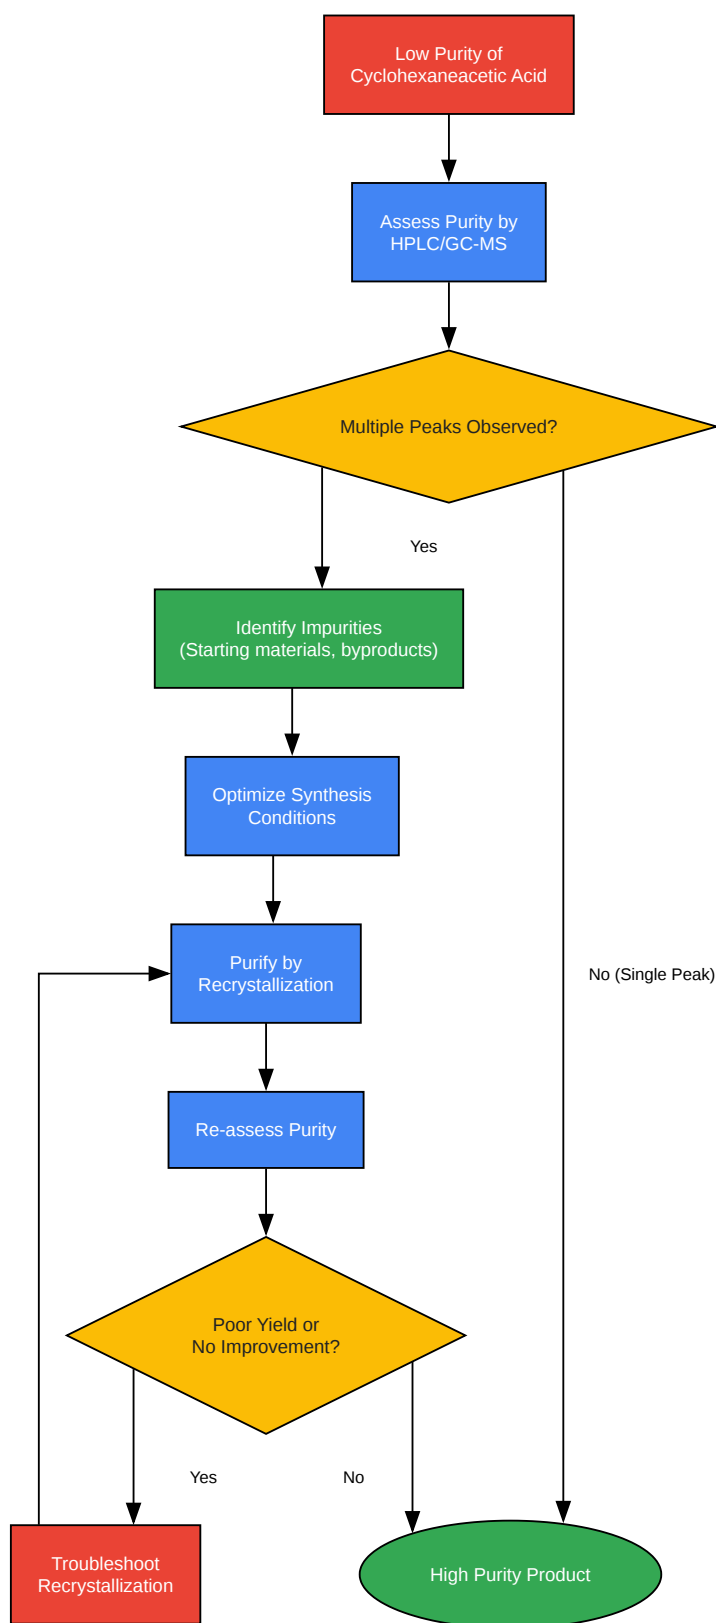 Low Purity of
Cyclohexaneacetic Acid
Assess Purity by
HPLC/GC-MS
Multiple Peaks Observed?
Yes
Identify Impurities
(Starting materials, byproducts)
Optimize Synthesis
Conditions
Purify by
Recrystallization
No (Single Peak)
Re-assess Purity
Poor Yield or
No Improvement?
Yes
No
Troubleshoot
Recrystallization
High Purity Product